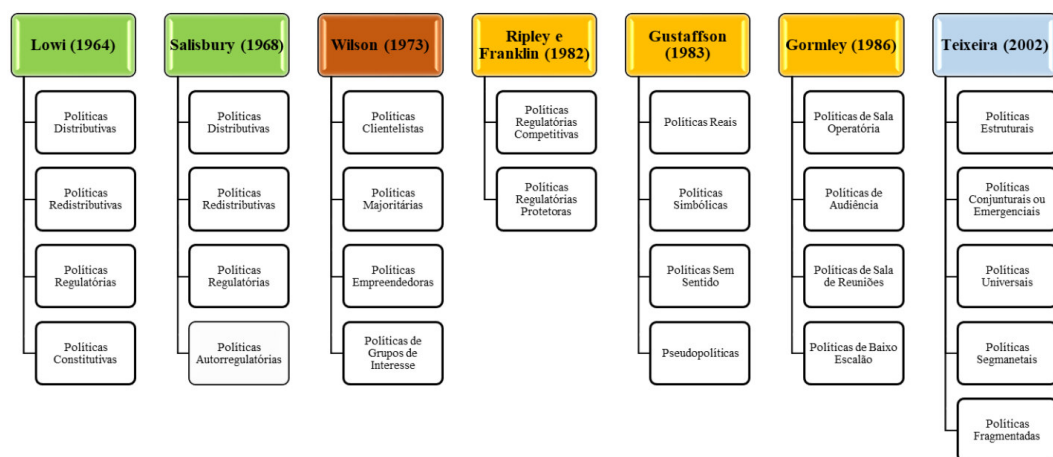 Lowi (1964)
Políticas
Distributivas
Políticas
Redistributivas
Políticas
Regulatórias
Políticas
Constitutivas
Salisbury (1968)
Políticas
Distributivas
Políticas
Redistributivas
Políticas
Regulatórias
Políticas
Autorregulatórias
Wilson (1973)
Políticas
Clientelistas
Políticas
Majoritárias
Políticas
Empreendedoras
Políticas de
Grupos de
Interesse
Ripley e
Franklin (1982)
Políticas
Regulatórias
Competitivas
Políticas
Regulatórias
Protetoras
Gustaffson
(1983)
Políticas Reais
Políticas
Simbólicas
Políticas Sem
Sentido
Pseudopolíticas
Gormley (1986)
Políticas de Sala
Operatória
Políticas de
Audiência
Políticas de Sala
de Reuniões
Políticas de Baixo
Escalão
Teixeira (2002)
Políticas
Estruturais
Políticas
Conjunturais ou
Emergenciais
Políticas
Universais
Políticas
Segmanetais
Políticas
Fragmentadas